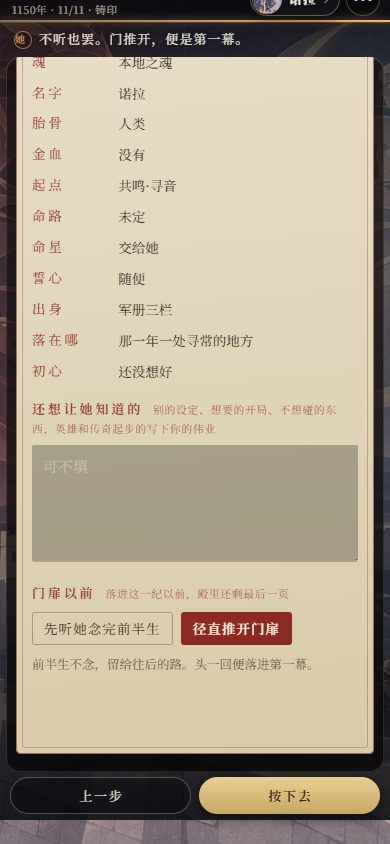 1150年 · 11/11 · 铸印
诺拉
她 不听也罢。门推开，便是第一幕。
魂 本地之魂
名字 诺拉
胎骨 人类
金血 没有
起点 共鸣·寻音
命路 未定
命星 交给她
誓心 随便
出身 军册三栏
落在哪 那一年一处寻常的地方
初心 还没想好
还想让她知道的 别的设定、想要的开局、不想碰的东
西，英雄和传奇起步的写下你的伟业
可不填
门扉以前 落进这一纪以前，殿里还剩最后一页
先听她念完前半生 径直推开门扉
前半生不念，留给往后的路。头一回便落进第一幕。
上一步 按下去